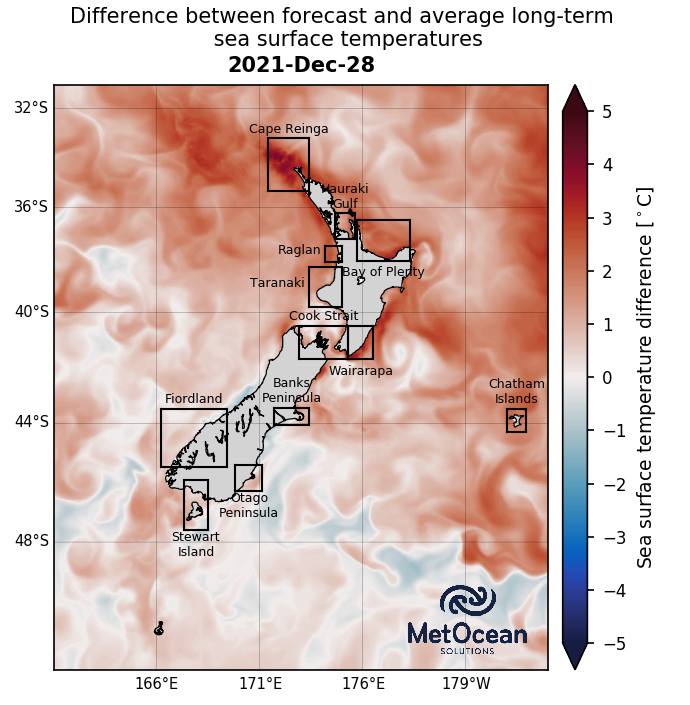 Difference between forecast and average long-term
sea surface temperatures
2021-Dec-28
32°S
36°S
40°S
44°S
48°S
166°E
171°E
176°E
179°W
Cape Reinga
Hauraki
Gulf
Raglan
Bay of Plenty
Taranaki
Cook Strait
Wairarapa
Banks
Peninsula
Fiordland
Chatham
Islands
Otago
Peninsula
Stewart
Island
MetOcean
SOLUTIONS
5
4
3
2
1
0
−1
−2
−3
−4
−5
Sea surface temperature difference [°C]